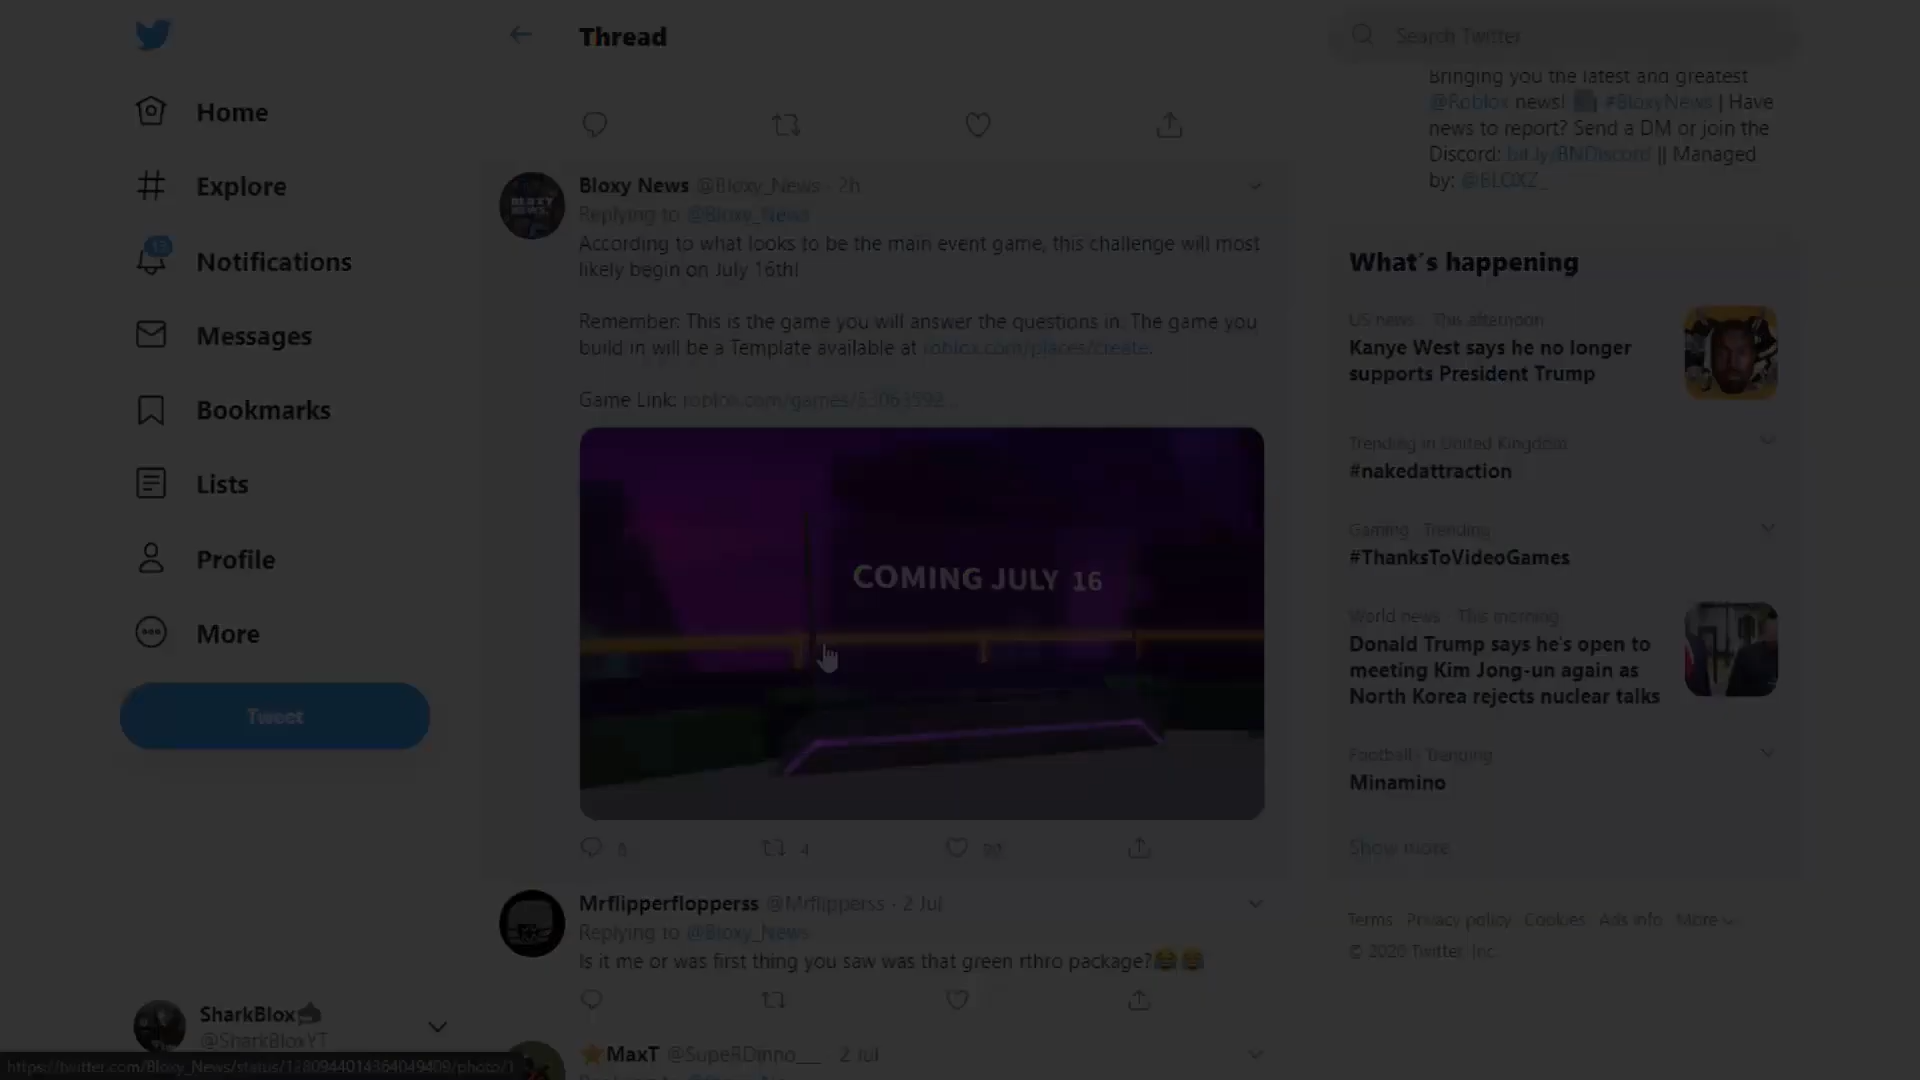 Thread
Search Twitter
Home
Explore
Notifications
Messages
Bookmarks
Lists
Profile
More
Tweet
SharkBlox
@SharkBloxYT
Bloxy News @Bloxy_News · 2h
Replying to @Bloxy_News
According to what looks to be the main event game, this challenge will most
likely begin on July 16th!
Remember: This is the game you will answer the questions in. The game you
build in will be a Template available at roblox.com/places/create.
Game Link: roblox.com/games/53063992...
COMING JULY 16
4
Mrflipperflopperss @Mrflipperss · 2 Jul
Replying to @Bloxy_News
Is it me or was first thing you saw was that green rthro package?😂😂
⭐MaxT @SupeRDinno___ · 2 Jul
Bringing you the latest and greatest
@Roblox news! #BloxyNews | Have
news to report? Send a DM or join the
Discord: bit.ly/BNDiscord || Managed
by: @BLOXZ_
What's happening
US news · This afternoon
Kanye West says he no longer
supports President Trump
Trending in United Kingdom
#nakedattraction
Gaming · Trending
#ThanksToVideoGames
World news · This morning
Donald Trump says he's open to
meeting Kim Jong-un again as
North Korea rejects nuclear talks
Football · Trending
Minamino
Show more
Terms Privacy policy Cookies Ads info More
© 2020 Twitter, Inc.
https://twitter.com/Bloxy_News/status/1280944014364049409/photo/1